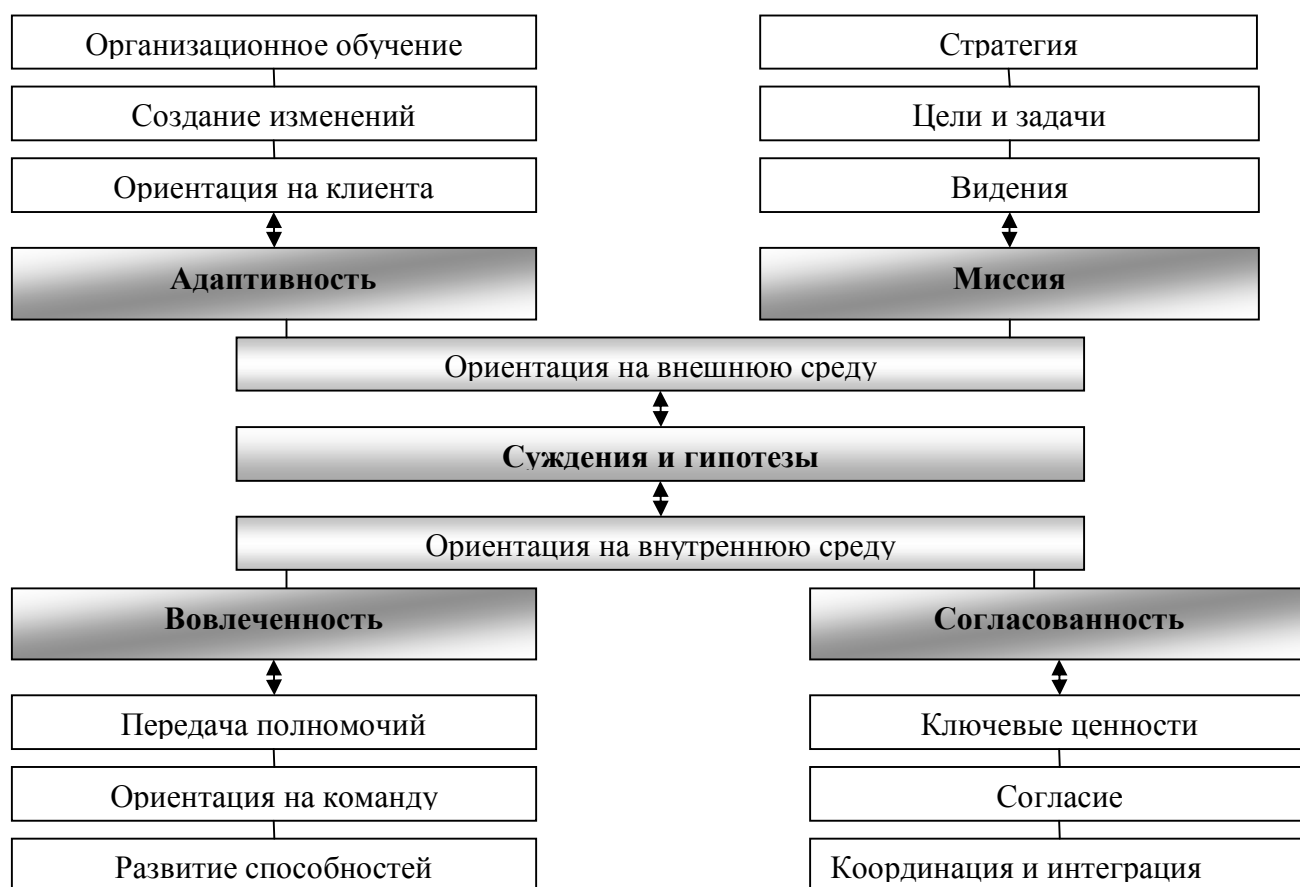 Организационное обучение
Стратегия
Создание изменений
Цели и задачи
Ориентация на клиента
Видения
Адаптивность
Миссия
Ориентация на внешнюю среду
Суждения и гипотезы
Ориентация на внутреннюю среду
Вовлеченность
Согласованность
Передача полномочий
Ключевые ценности
Ориентация на команду
Согласие
Развитие способностей
Координация и интеграция